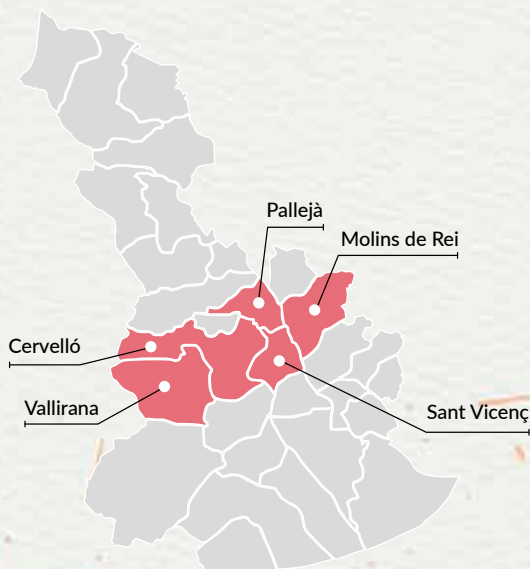 Pallejà
Molins de Rei
Cervelló
Vallirana
Sant Vicenç